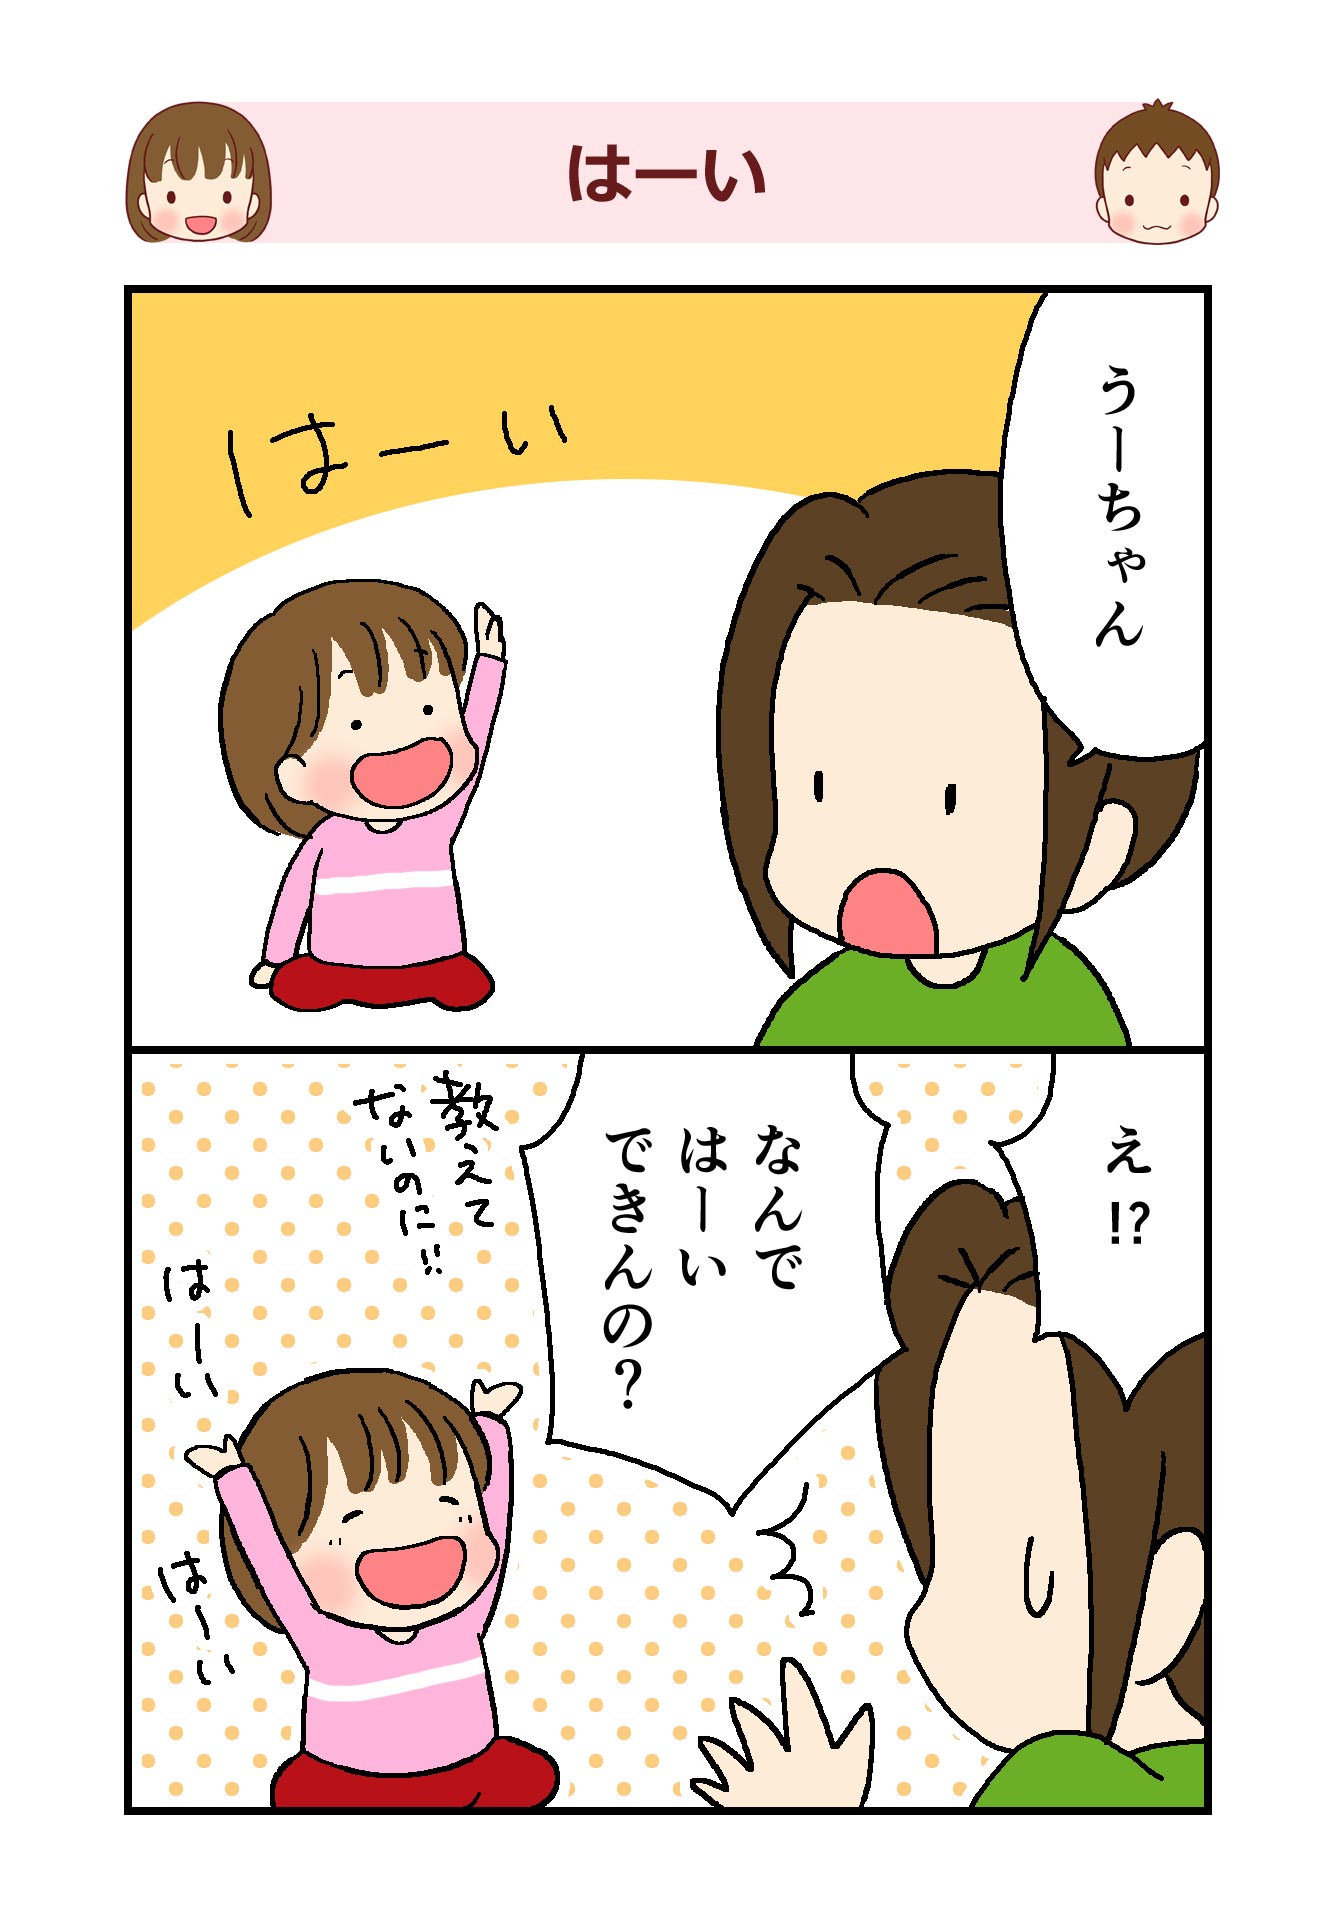 はーい
うーちゃん
はーい
え!?
なんで
はーい
できんの？
教えて
ないのに!!
はーい
はーい